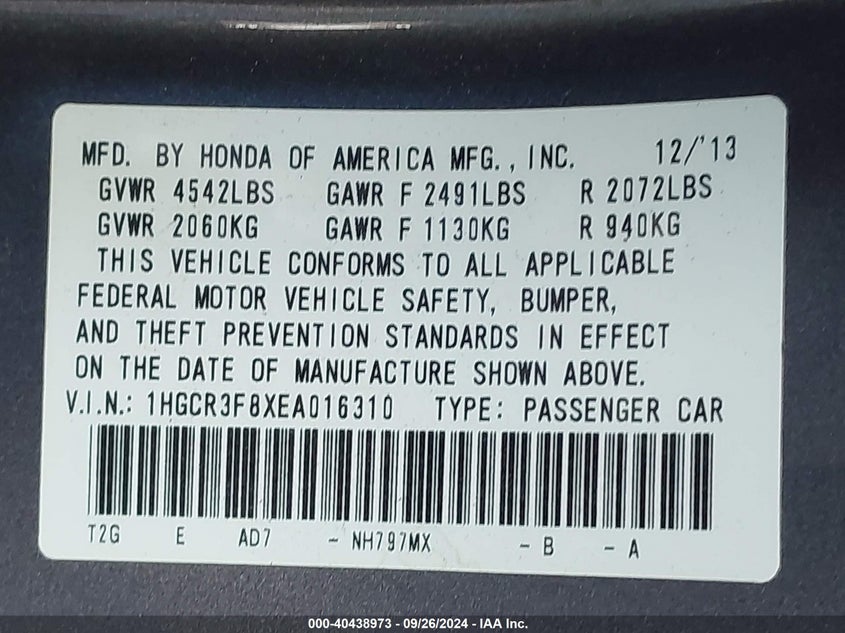 MFD. BY HONDA OF AMERICA MFG., INC. 12/'13
GVWR 4542LBS GAWR F 2491LBS R 2072LBS
GVWR 2060KG GAWR F 1130KG R 940KG
THIS VEHICLE CONFORMS TO ALL APPLICABLE
FEDERAL MOTOR VEHICLE SAFETY, BUMPER,
AND THEFT PREVENTION STANDARDS IN EFFECT
ON THE DATE OF MANUFACTURE SHOWN ABOVE.
V.I.N.: 1HGCR3F8XEA016310 TYPE: PASSENGER CAR
T2G E AD7 - NH797MX - B - A
000-40438973 - 09/26/2024 - IAA Inc.